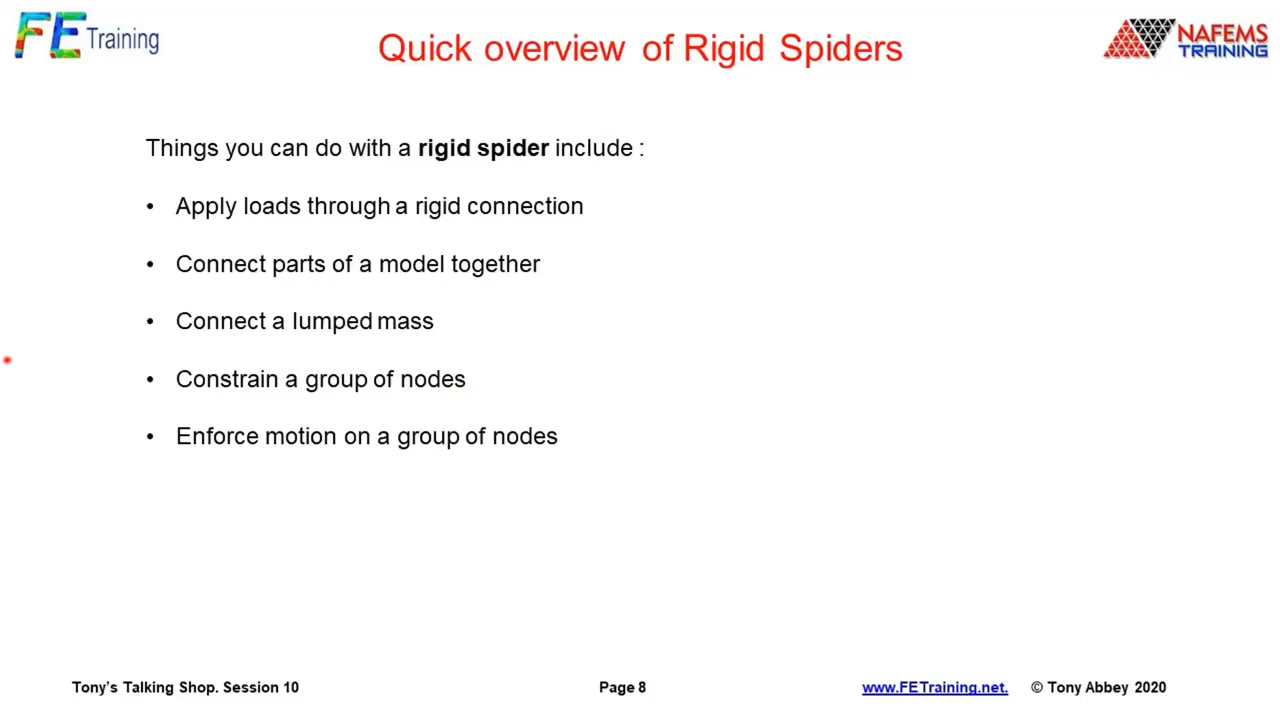 FE Training
Quick overview of Rigid Spiders
NAFEMS
TRAINING
Things you can do with a rigid spider include :
• Apply loads through a rigid connection
• Connect parts of a model together
• Connect a lumped mass
• Constrain a group of nodes
• Enforce motion on a group of nodes
Tony's Talking Shop. Session 10
Page 8
www.FETraining.net.
© Tony Abbey 2020